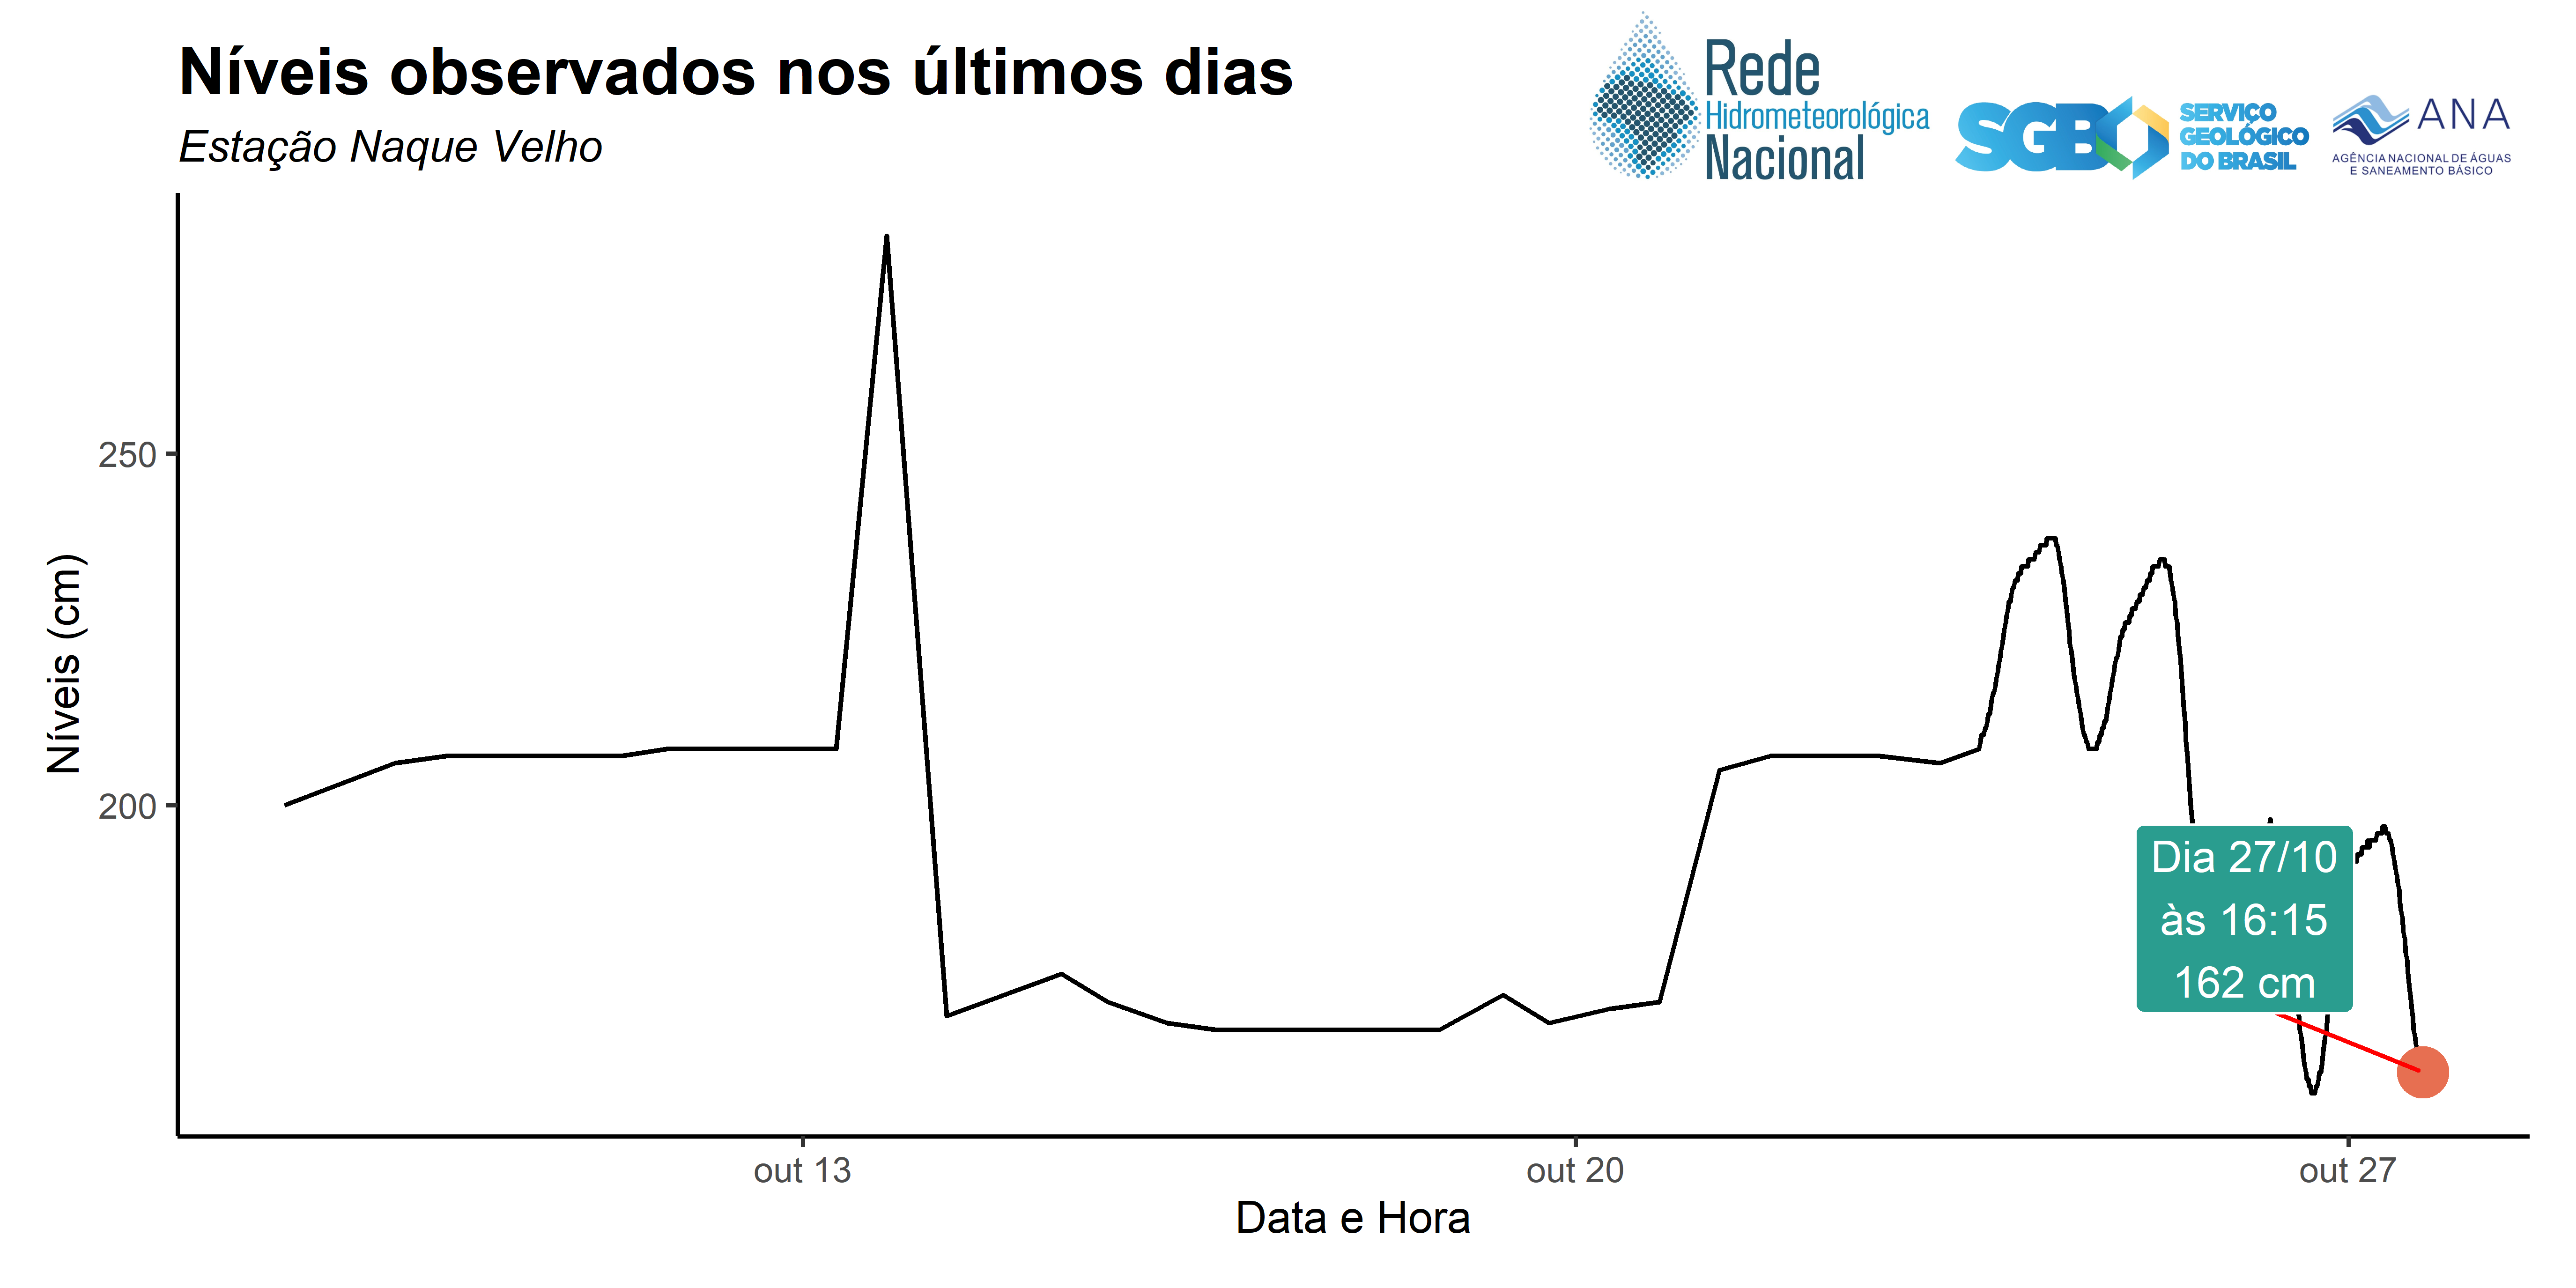 Níveis observados nos últimos dias
Estação Naque Velho
Rede
Hidrometeorológica
Nacional
SGB
SERVIÇO
GEOLÓGICO
DO BRASIL
ANA
AGÊNCIA NACIONAL DE ÁGUAS
E SANEAMENTO BÁSICO
Níveis (cm)
250
200
Dia 27/10
às 16:15
162 cm
out 13
out 20
out 27
Data e Hora